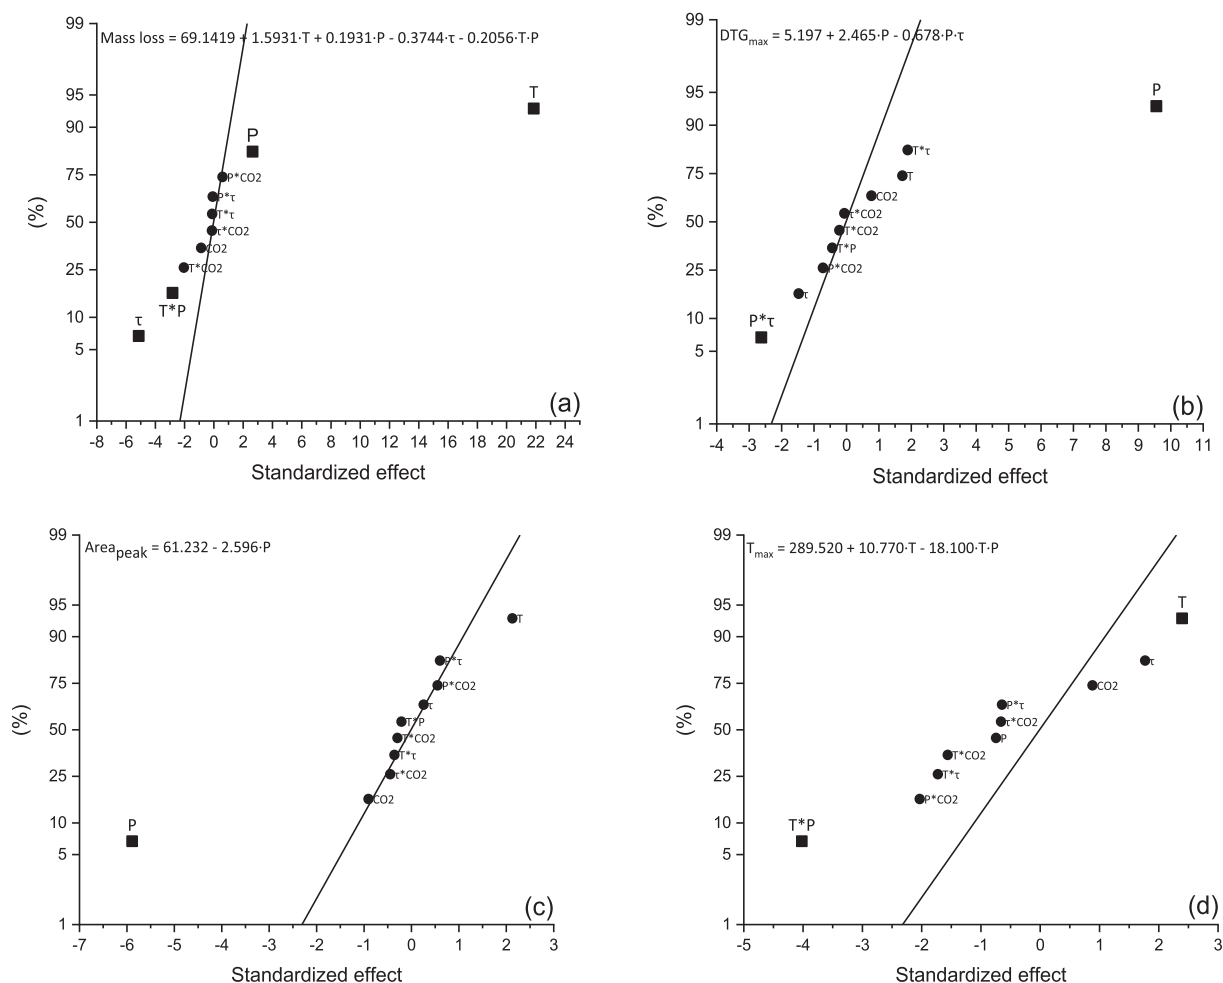 99
95
90
75
50
25
10
5
1
(%)
Mass loss = 69.1419 + 1.5931·T + 0.1931·P - 0.3744·τ - 0.2056·T·P
T
P
P*CO2
P*τ
T*τ
τ*CO2
CO2
T*CO2
T*P
τ
(a)
-8 -6 -4 -2 0 2 4 6 8 10 12 14 16 18 20 22 24
Standardized effect
99
95
90
75
50
25
10
5
1
(%)
DTGmax = 5.197 + 2.465·P - 0.678·P·τ
P
T*τ
T
CO2
τ*CO2
T*CO2
T*P
P*CO2
τ
P*τ
(b)
-4 -3 -2 -1 0 1 2 3 4 5 6 7 8 9 10 11
Standardized effect
99
95
90
75
50
25
10
5
1
(%)
Areapeak = 61.232 - 2.596·P
T
P*τ
P*CO2
τ
T*P
T*CO2
T*τ
τ*CO2
CO2
P
(c)
-7 -6 -5 -4 -3 -2 -1 0 1 2 3
Standardized effect
99
95
90
75
50
25
10
5
1
(%)
Tmax = 289.520 + 10.770·T - 18.100·T·P
T
τ
CO2
P*τ
τ*CO2
P
T*CO2
T*τ
P*CO2
T*P
(d)
-5 -4 -3 -2 -1 0 1 2 3
Standardized effect